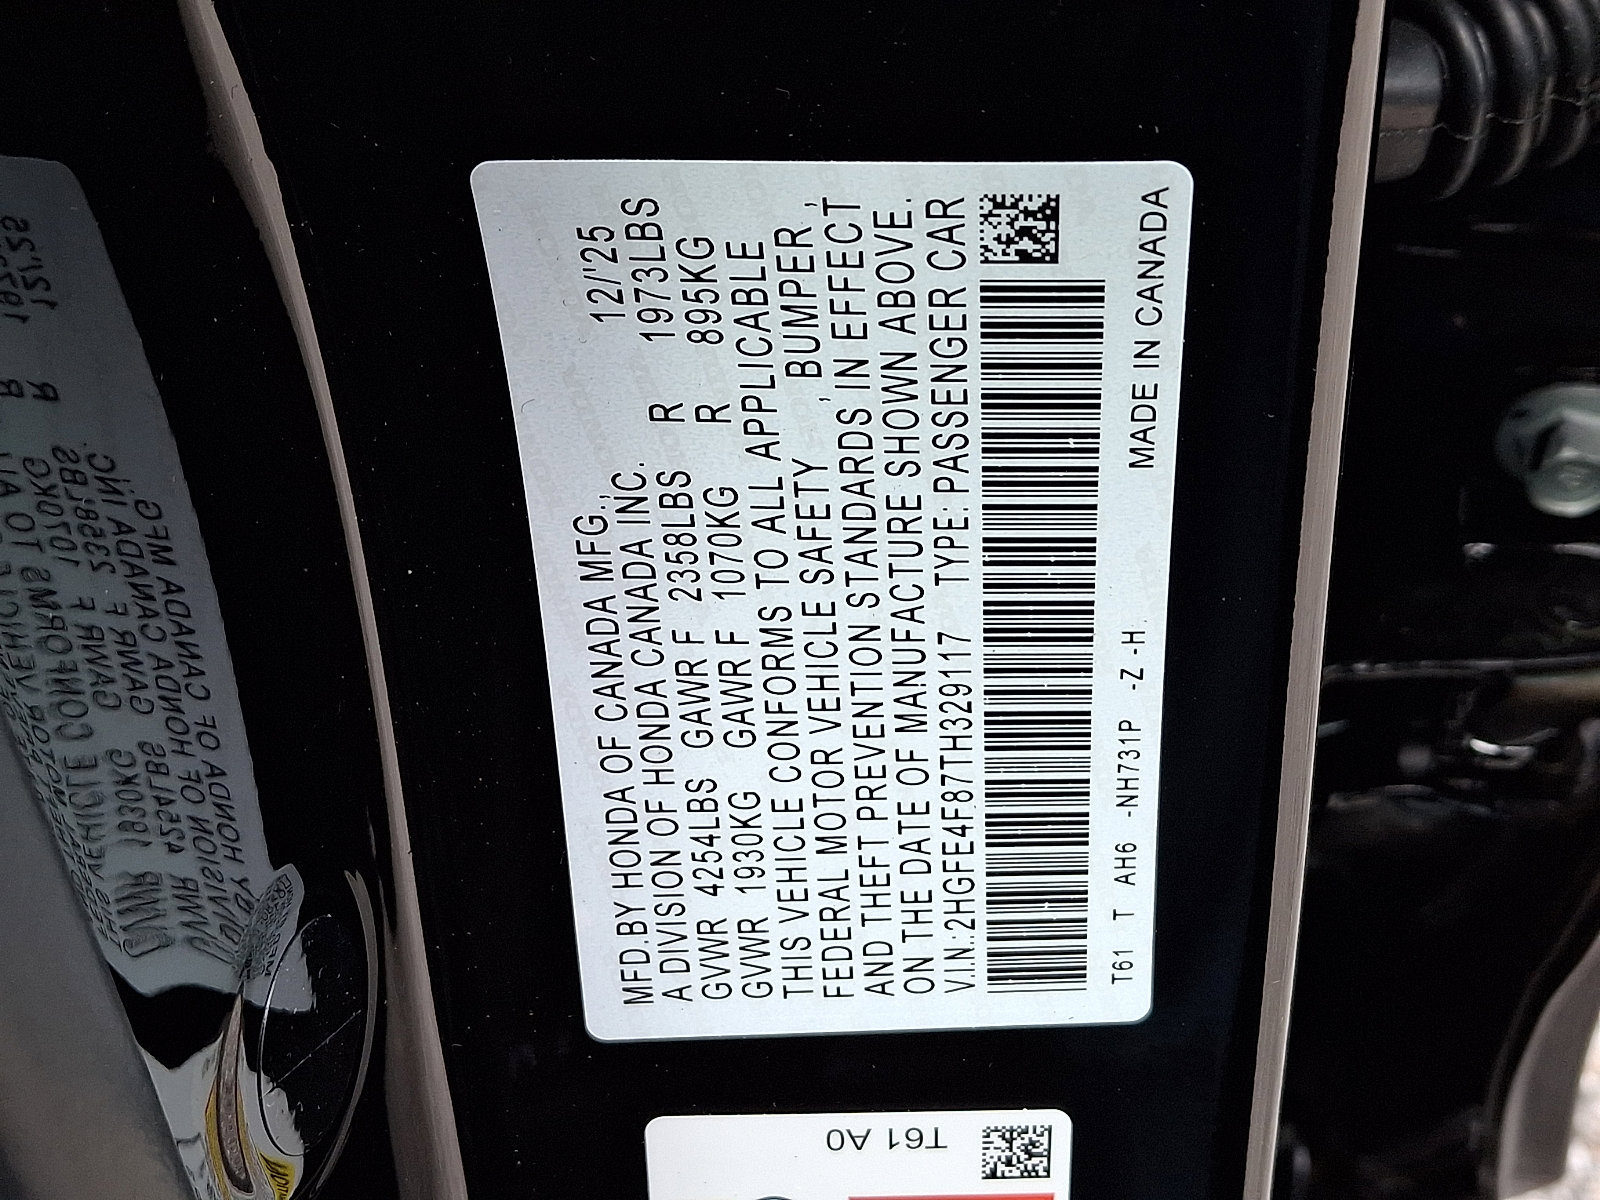 MFD.BY HONDA OF CANADA MFG., 12/'25
A DIVISION OF HONDA CANADA INC.
GVWR 4254LBS GAWR F 2358LBS R 1973LBS
GVWR 1930KG GAWR F 1070KG R 895KG
THIS VEHICLE CONFORMS TO ALL APPLICABLE
FEDERAL MOTOR VEHICLE SAFETY, BUMPER,
AND THEFT PREVENTION STANDARDS IN EFFECT
ON THE DATE OF MANUFACTURE SHOWN ABOVE.
V.I.N.:2HGFE4F87TH329117 TYPE: PASSENGER CAR
T61 T AH6 -NH731P -Z -H
MADE IN CANADA
T61 A0